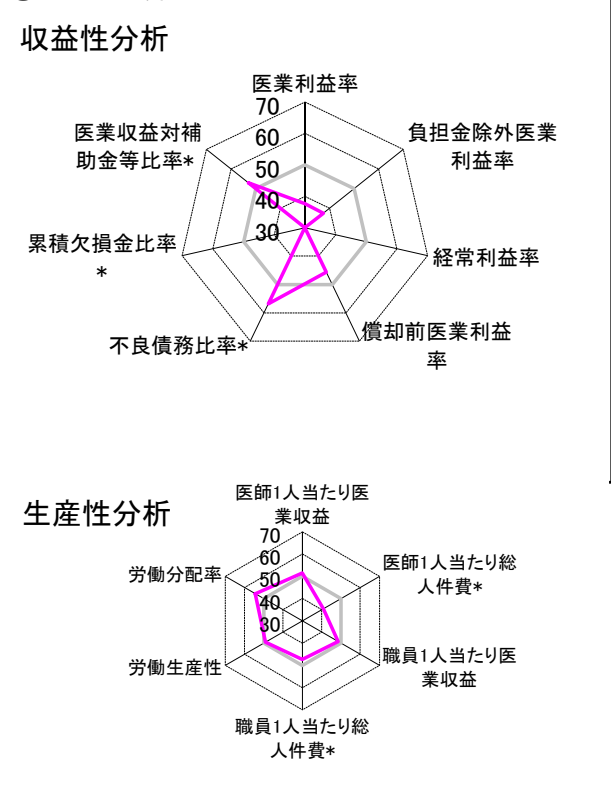 収益性分析
医業利益率
70
60
50
40
30
負担金除外医業
利益率
経常利益率
償却前医業利益
率
不良債務比率*
累積欠損金比率
*
医業収益対補
助金等比率*
生産性分析
医師1人当たり医
業収益
70
60
50
40
30
医師1人当たり総
人件費*
職員1人当たり医
業収益
職員1人当たり総
人件費*
労働生産性
労働分配率